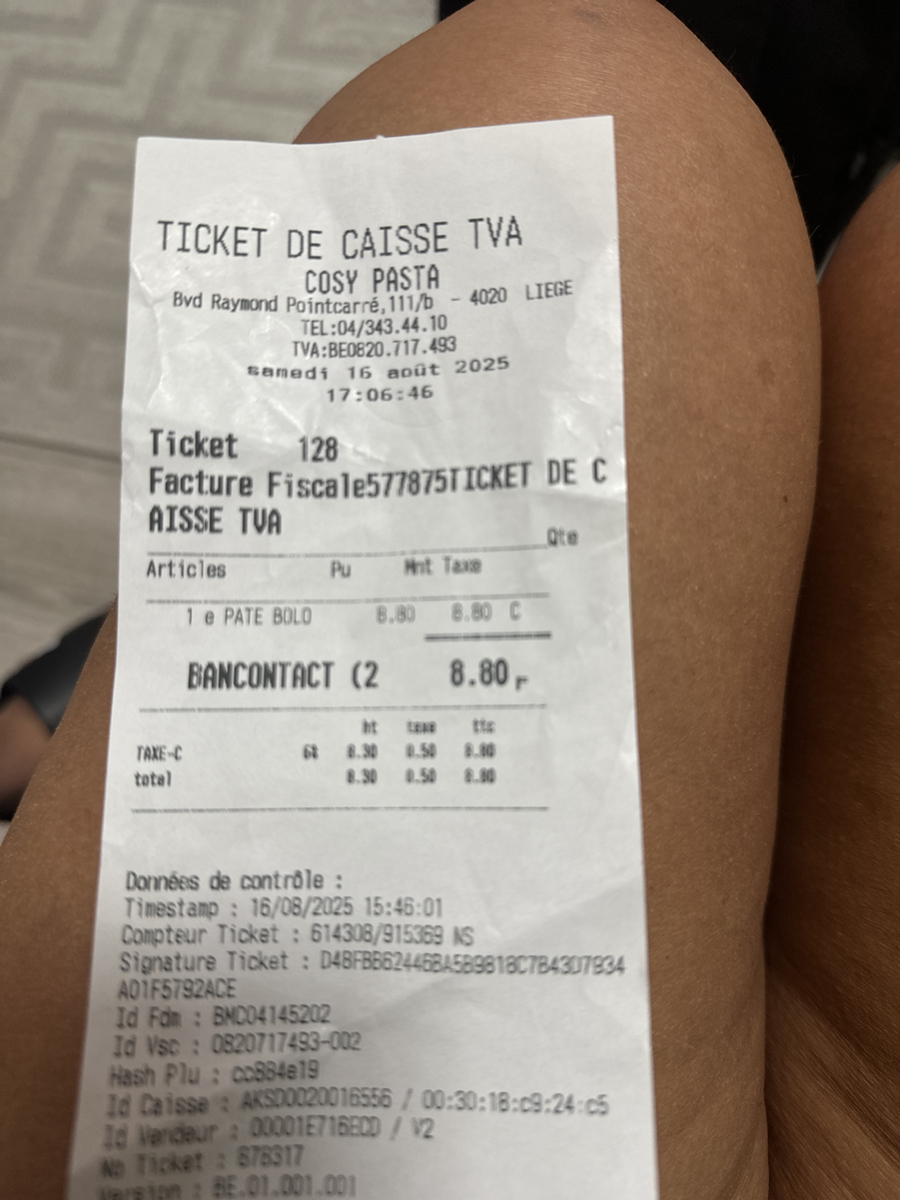 TICKET DE CAISSE TVA
COSY PASTA
Bvd Raymond Pointcarré,111/b - 4020 LIEGE
TEL:04/343.44.10
TVA:BE0820.717.493
samedi 16 août 2025
17:06:46
Ticket 128
Facture Fiscale577875TICKET DE C
AISSE TVA
Qte
Articles Pu Mnt Taxe
1 e PATE BOLO 8.80 8.80 C
BANCONTACT (2 8.80
ht taxe ttc
TAXE-C 6% 8.30 0.50 8.80
total 8.30 0.50 8.80
Données de contrôle :
Timestamp : 16/08/2025 15:46:01
Compteur Ticket : 614308/915369 NS
Signature Ticket :
A01F5792ACE
Id Fdm : BMC04145202
Id Vsc : 0820717493-002
Hash Plu : cc884e19
Id Caisse : AKSD0020016556 / 00:30:18:c9:24:c5
Id Vendeur : 00001E716ECD / V2
No Ticket : 678317
Version : BE.01.001.001